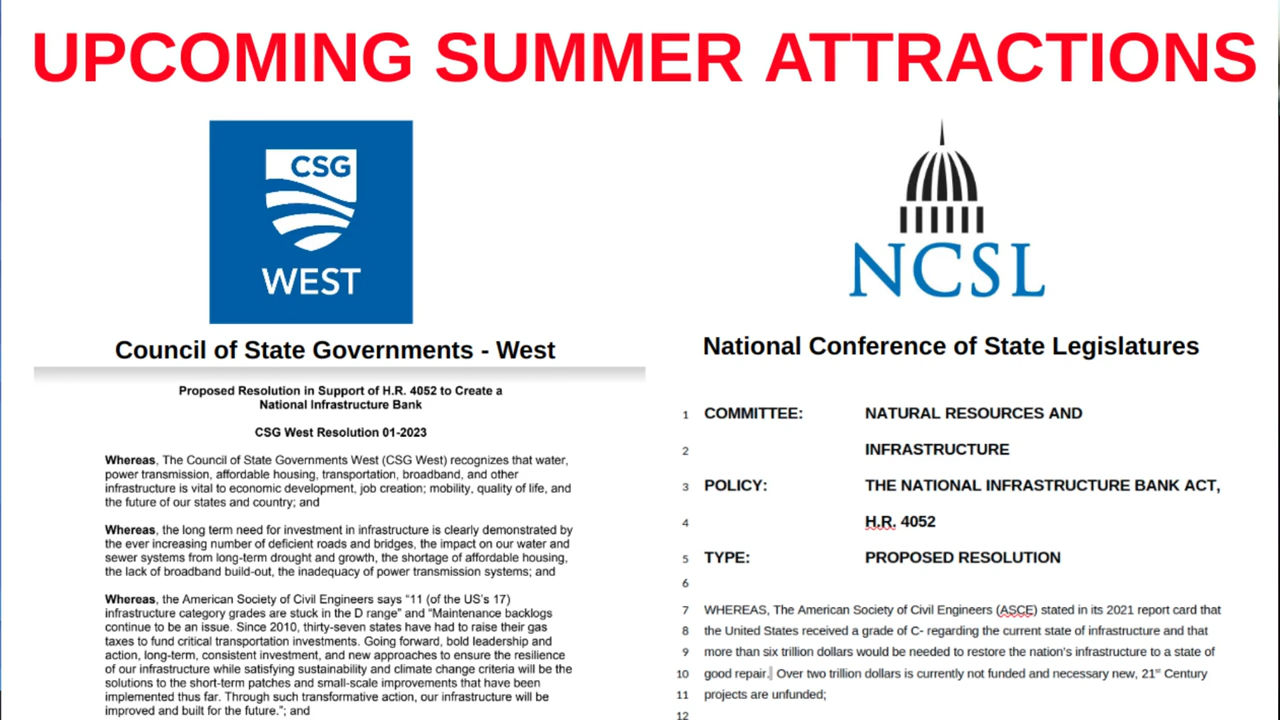 UPCOMING SUMMER ATTRACTIONS
CSG
WEST
Council of State Governments - West
Proposed Resolution in Support of H.R. 4052 to Create a
National Infrastructure Bank
CSG West Resolution 01-2023
Whereas, The Council of State Governments West (CSG West) recognizes that water,
power transmission, affordable housing, transportation, broadband, and other
infrastructure is vital to economic development, job creation; mobility, quality of life, and
the future of our states and country; and
Whereas, the long term need for investment in infrastructure is clearly demonstrated by
the ever increasing number of deficient roads and bridges, the impact on our water and
sewer systems from long-term drought and growth, the shortage of affordable housing,
the lack of broadband build-out, the inadequacy of power transmission systems; and
Whereas, the American Society of Civil Engineers says “11 (of the US’s 17)
infrastructure category grades are stuck in the D range” and “Maintenance backlogs
continue to be an issue. Since 2010, thirty-seven states have had to raise their gas
taxes to fund critical transportation investments. Going forward, bold leadership and
action, long-term, consistent investment, and new approaches to ensure the resilience
of our infrastructure while satisfying sustainability and climate change criteria will be the
solutions to the short-term patches and small-scale improvements that have been
implemented thus far. Through such transformative action, our infrastructure will be
improved and built for the future.”; and
NCSL
National Conference of State Legislatures
1 COMMITTEE: NATURAL RESOURCES AND
2 INFRASTRUCTURE
3 POLICY: THE NATIONAL INFRASTRUCTURE BANK ACT,
4 H.R. 4052
5 TYPE: PROPOSED RESOLUTION
6
7 WHEREAS, The American Society of Civil Engineers (ASCE) stated in its 2021 report card that
8 the United States received a grade of C- regarding the current state of infrastructure and that
9 more than six trillion dollars would be needed to restore the nation’s infrastructure to a state of
10 good repair. Over two trillion dollars is currently not funded and necessary new, 21st Century
11 projects are unfunded;
12